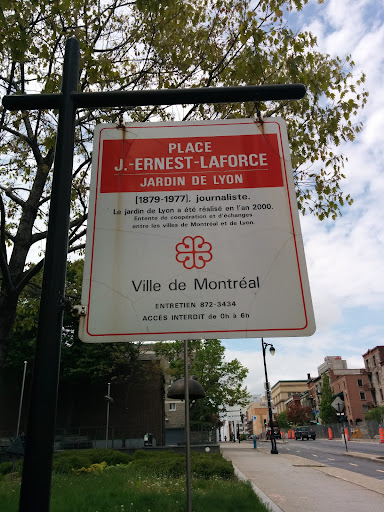 PLACE
J.-ERNEST-LAFORCE
JARDIN DE LYON
(1879-1977), journaliste.
Le jardin de Lyon a été réalisé en l'an 2000.
Entente de coopération et d'échanges
entre les villes de Montréal et de Lyon.
Ville de Montréal
ENTRETIEN 872-3434
ACCÈS INTERDIT de 0h à 6h